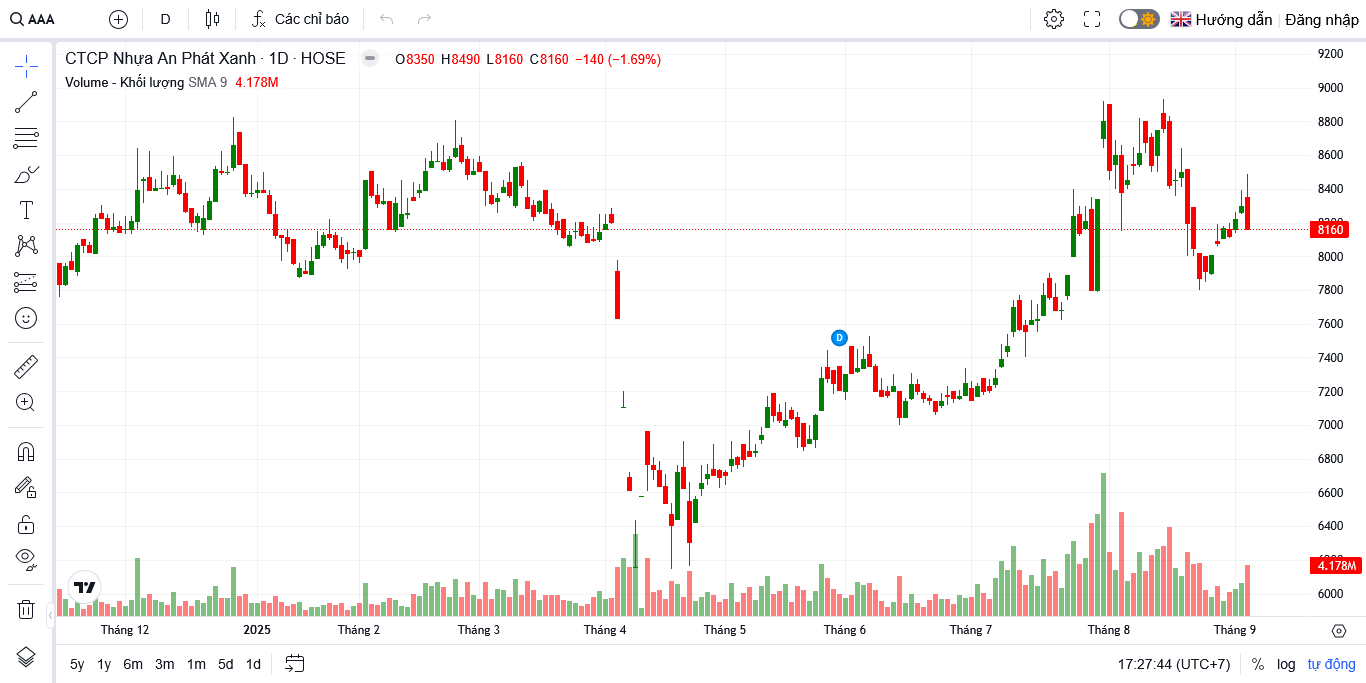 AAA D Các chỉ báo Hướng dẫn Đăng nhập
CTCP Nhựa An Phát Xanh · 1D · HOSE O8350 H8490 L8160 C8160 −140 (−1.69%)
Volume - Khối lượng SMA 9 4.178M
9200
9000
8800
8600
8400
8200
8160
8000
7800
7600
7400
7200
7000
6800
6600
6400
4.178M
6000
D
Tháng 12 2025 Tháng 2 Tháng 3 Tháng 4 Tháng 5 Tháng 6 Tháng 7 Tháng 8 Tháng 9
5y 1y 6m 3m 1m 5d 1d 17:27:44 (UTC+7) % log tự động